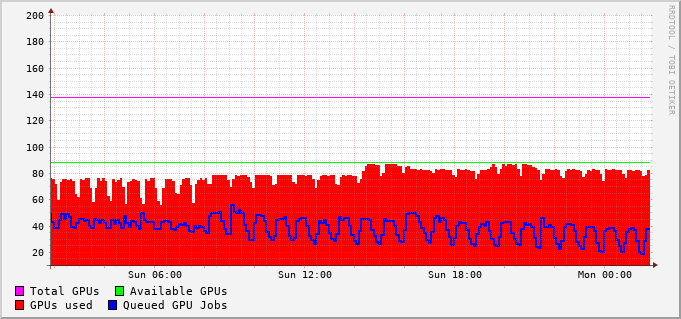 RRDTOOL / TOBI OETIKER
200
180
160
140
120
100
80
60
40
20
Sun 06:00 Sun 12:00 Sun 18:00 Mon 00:00
Total GPUs Available GPUs
GPUs used Queued GPU Jobs